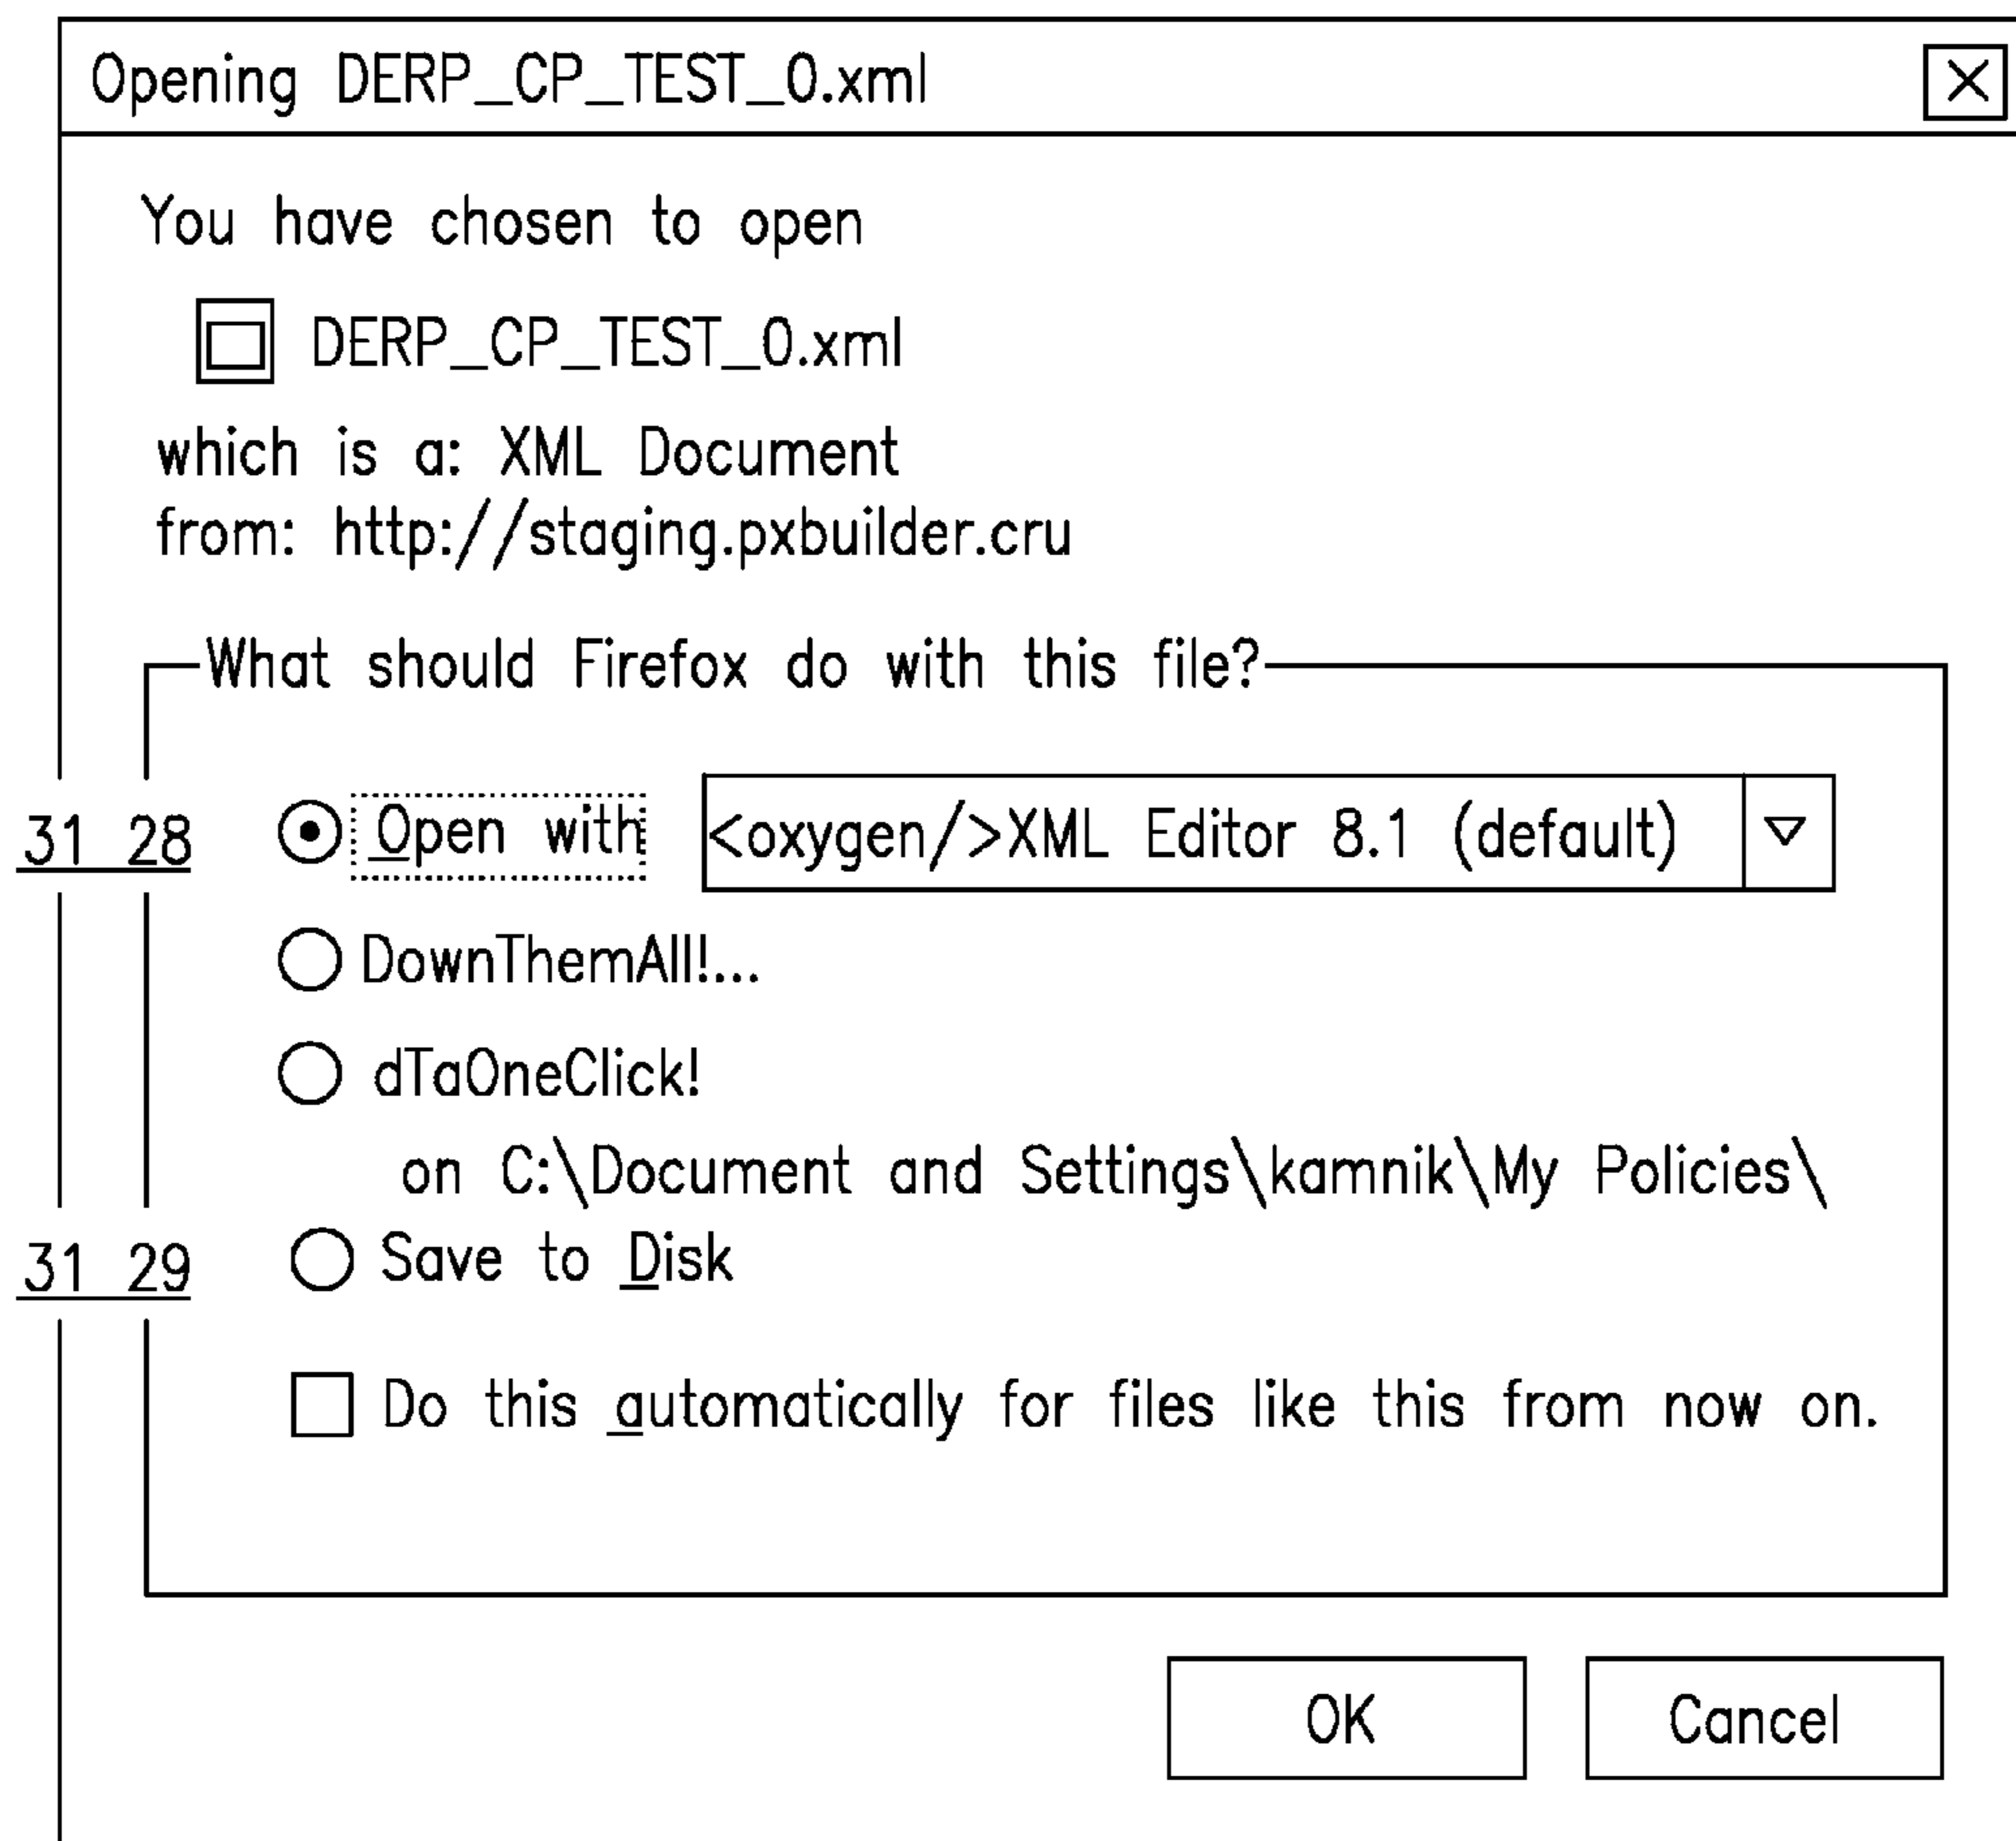 Opening DERP_CP_TEST_0.xml
You have chosen to open
DERP_CP_TEST_0.xml
which is a: XML Document
from: http://staging.pxbuilder.cru
What should Firefox do with this file?
31 28 Open with <oxygen/>XML Editor 8.1 (default)
DownThemAll!...
dTaOneClick!
on C:\Document and Settings\kamnik\My Policies\
31 29 Save to Disk
Do this automatically for files like this from now on.
OK Cancel